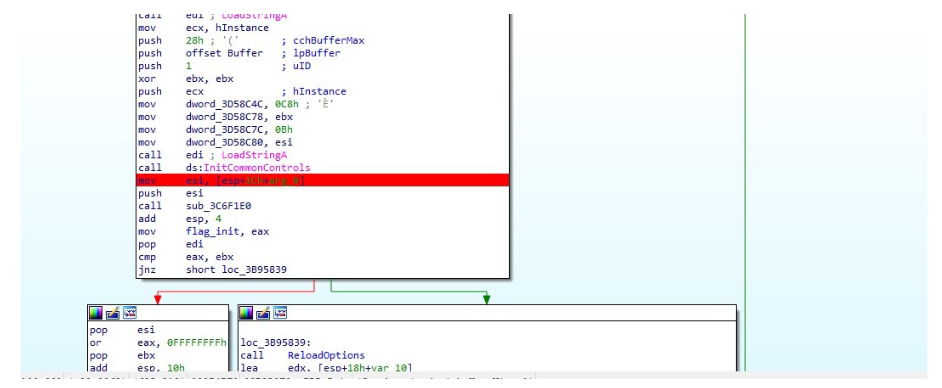 call    edi ; LoadStringA
mov     ecx, hInstance
push    28h ; '('       ; cchBufferMax
push    offset Buffer   ; lpBuffer
push    1               ; uID
xor     ebx, ebx
push    ecx             ; hInstance
mov     dword_3D58C4C, 0C8h ; 'È'
mov     dword_3D58C78, ebx
mov     dword_3D58C7C, 0Bh
mov     dword_3D58C80, esi
call    edi ; LoadStringA
call    ds:InitCommonControls
mov     esi,
push    esi
call    sub_3C6F1E0
add     esp, 4
mov     flag_init, eax
pop     edi
cmp     eax, ebx
jnz     short loc_3B95839
pop     esi
or      eax, 0FFFFFFFFh
pop     ebx
add     esp, 10h
loc_3B95839:
call    ReloadOptions
lea     edx, [esp+18h+var_10]